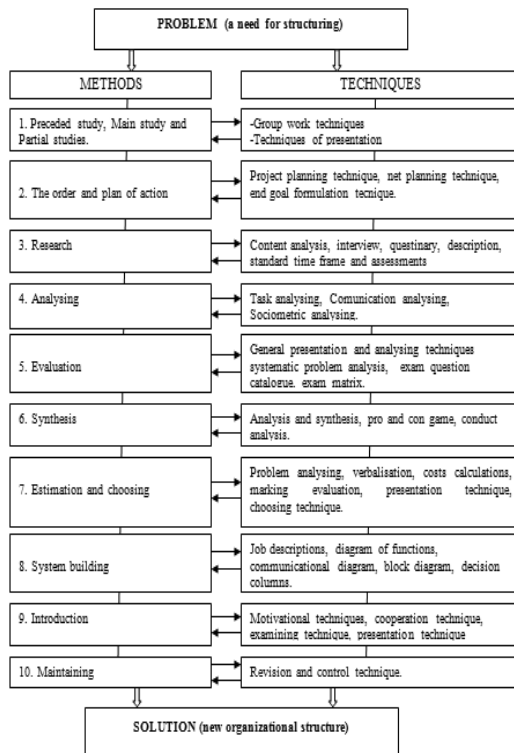 PROBLEM (a need for structuring)
METHODS
TECHNIQUES
1. Preceded study, Main study and
Partial studies.
-Group work techniques
-Techniques of presentation
2. The order and plan of action
Project planning technique, net planning technique,
end goal formulation tecnique.
3. Research
Content analysis, interview, questinary, description,
standard time frame and assessments
4. Analysing
Task analysing, Comunication analysing,
Sociometric analysing.
5. Evaluation
General presentation and analysing techniques
systematic problem analysis, exam question
catalogue. exam matrix.
6. Synthesis
Analysis and synthesis, pro and con game, conduct
analysis.
7. Estimation and choosing
Problem analysing, verbalisation, costs calculations,
marking evaluation, presentation technique,
choosing technique.
8. System building
Job descriptions, diagram of functions,
communicational diagram, block diagram, decision
columns.
9. Introduction
Motivational techniques, cooperation technique,
examining technique, presentation technique
10. Maintaining
Revision and control technique.
SOLUTION (new organizational structure)